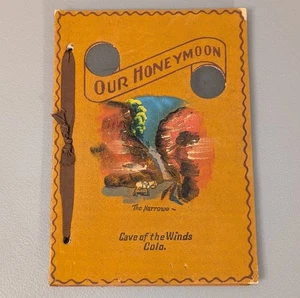 OUR HONEYMOON
The Narrows
Cave of the Winds
Colo.